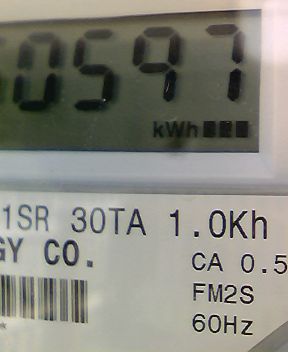 0597
kWh
1SR 30TA 1.0Kh
GY CO.
CA 0.5
FM2S
60Hz